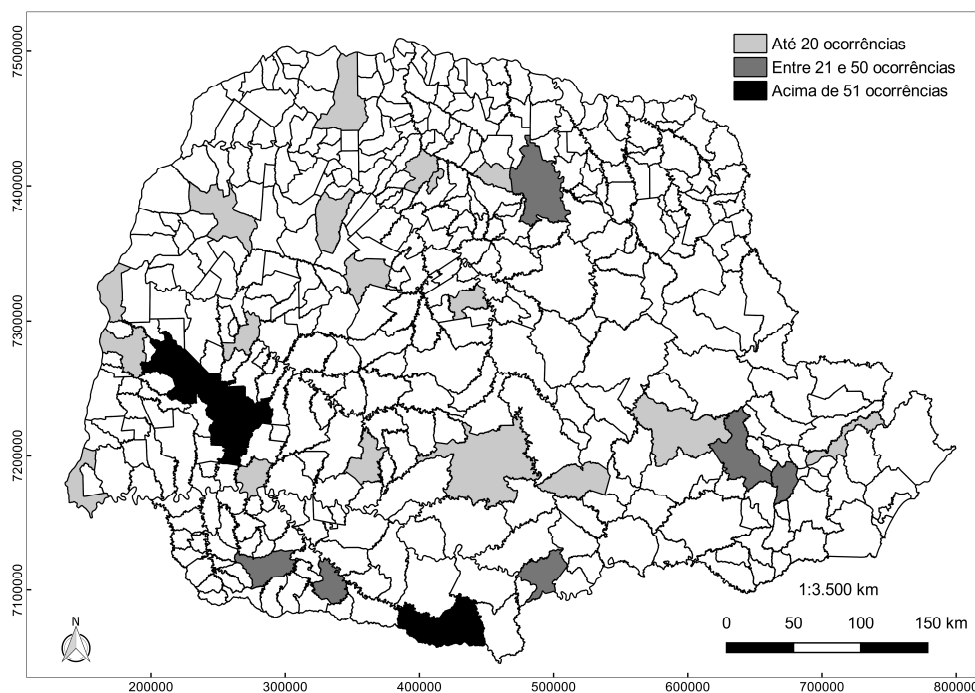 Até 20 ocorrências
Entre 21 e 50 ocorrências
Acima de 51 ocorrências
7500000
7400000
7300000
7200000
7100000
1:3.500 km
0 50 100 150 km
N
200000 300000 400000 500000 600000 700000 800000